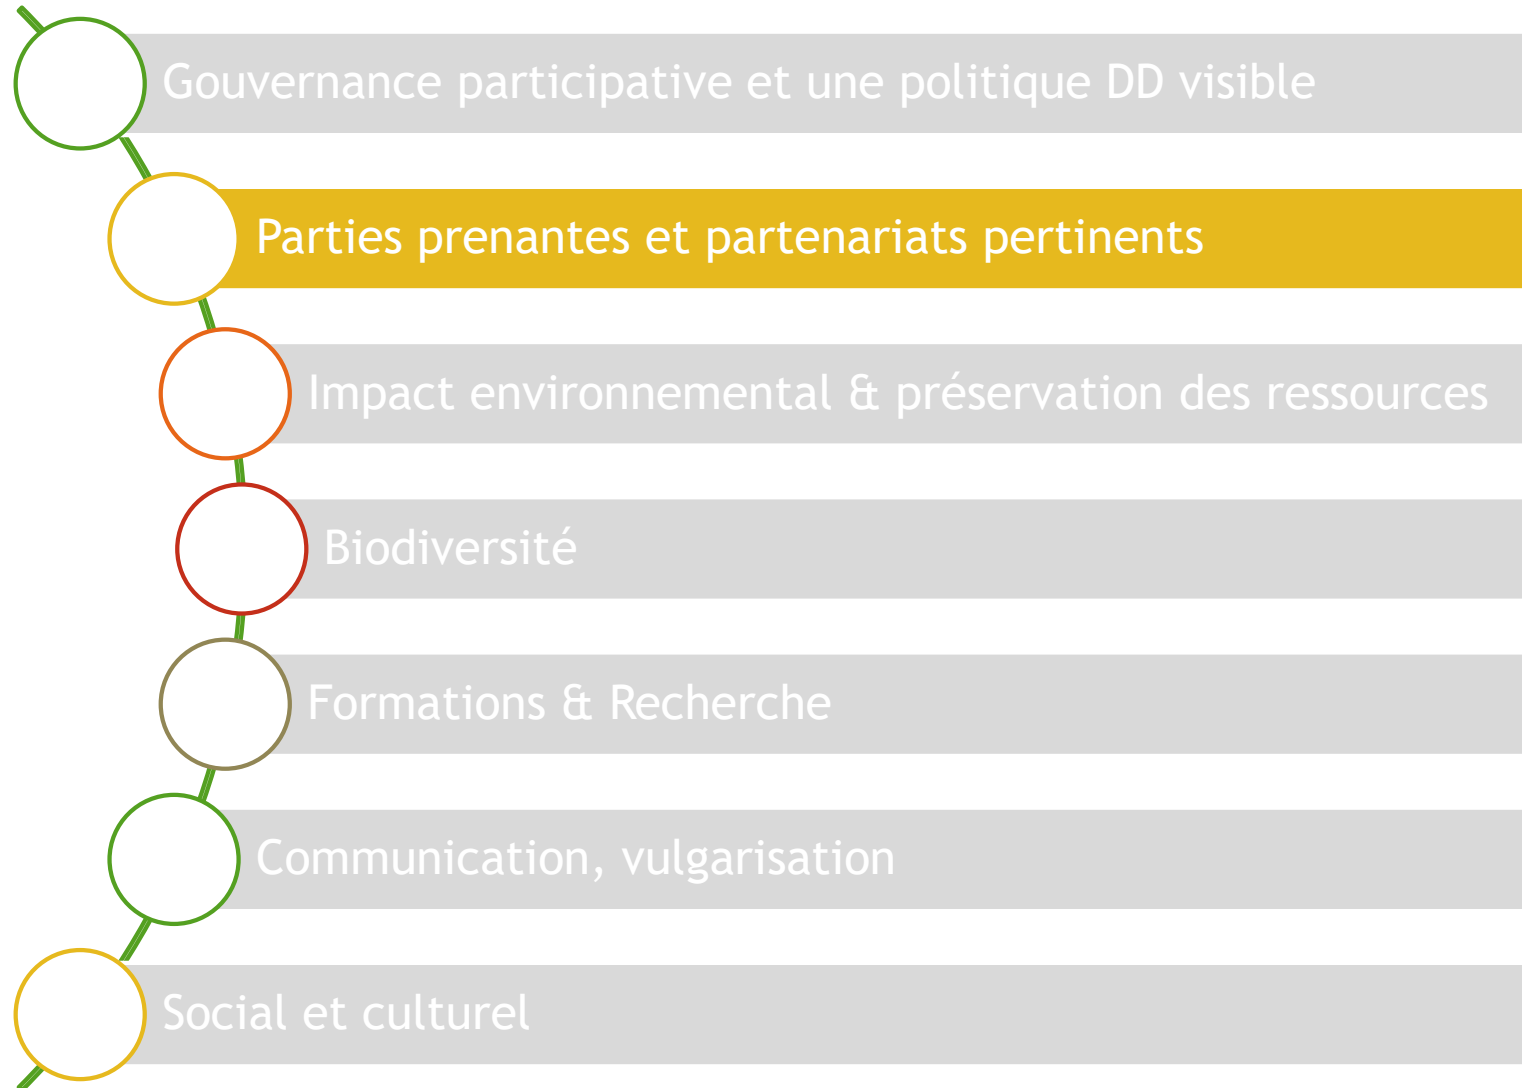 Gouvernance participative et une politique DD visible
Parties prenantes et partenariats pertinents
Impact environnemental & préservation des ressources
Biodiversité
Formations & Recherche
Communication, vulgarisation
Social et culturel